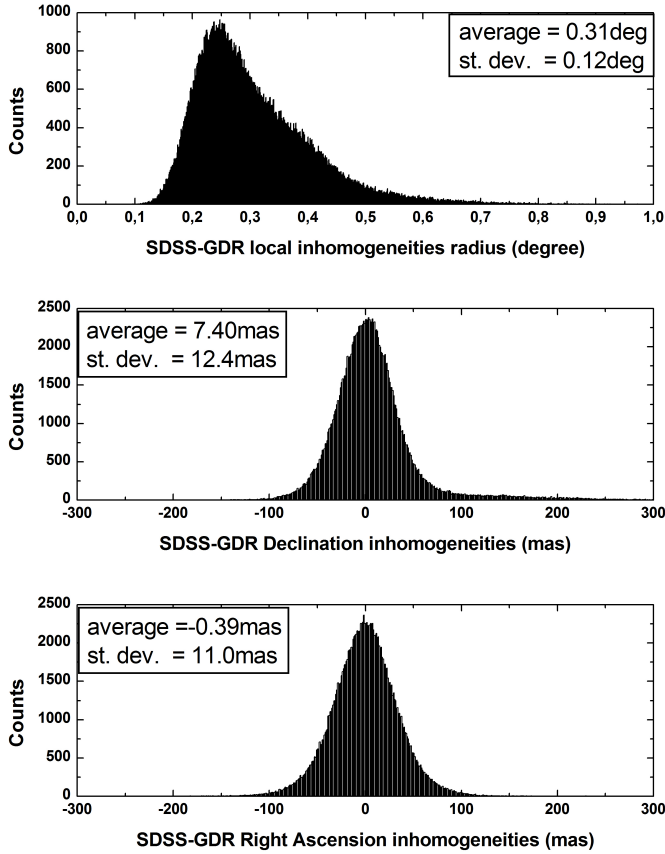 1000
800
600
400
200
0
Counts
average = 0.31deg
st. dev. = 0.12deg
0,0 0,1 0,2 0,3 0,4 0,5 0,6 0,7 0,8 0,9 1,0
SDSS-GDR local inhomogeneities radius (degree)
2500
2000
1500
1000
500
0
Counts
average = 7.40mas
st. dev. = 12.4mas
-300 -200 -100 0 100 200 300
SDSS-GDR Declination inhomogeneities (mas)
2500
2000
1500
1000
500
0
Counts
average =-0.39mas
st. dev. = 11.0mas
-300 -200 -100 0 100 200 300
SDSS-GDR Right Ascension inhomogeneities (mas)